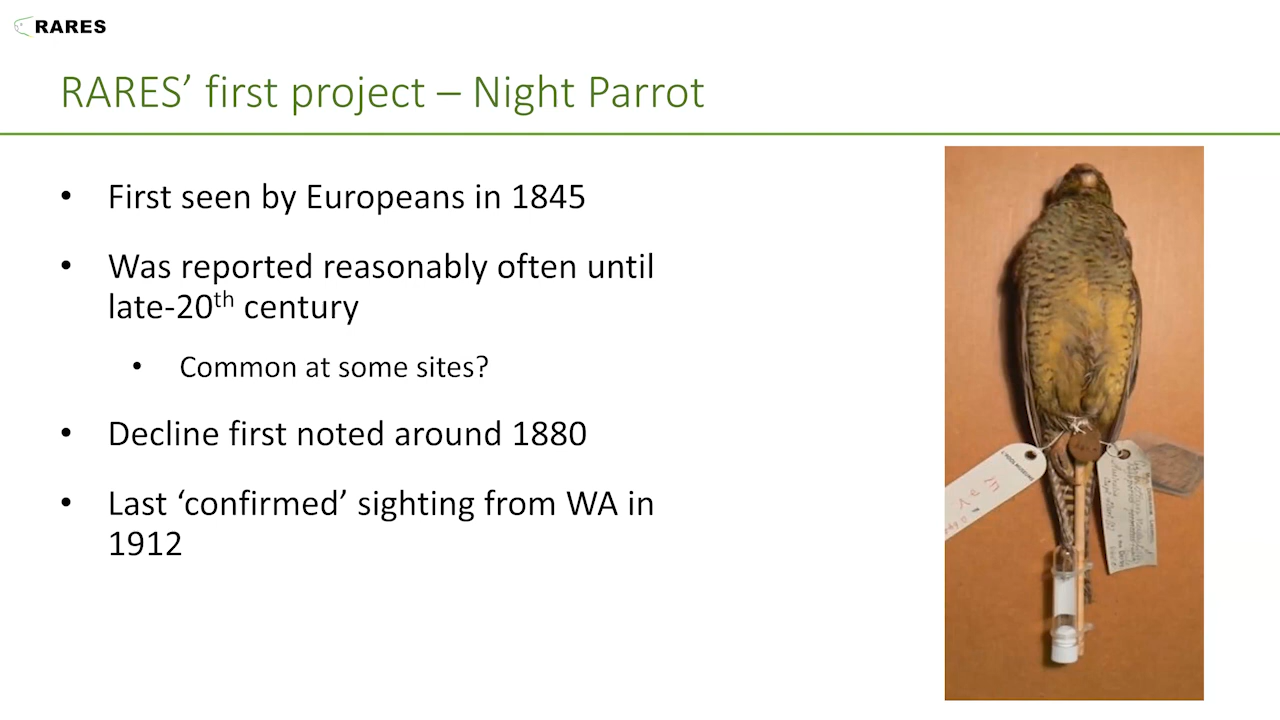 RARES
RARES’ first project – Night Parrot
• First seen by Europeans in 1845
• Was reported reasonably often until
late-20th century
• Common at some sites?
• Decline first noted around 1880
• Last ‘confirmed’ sighting from WA in
1912